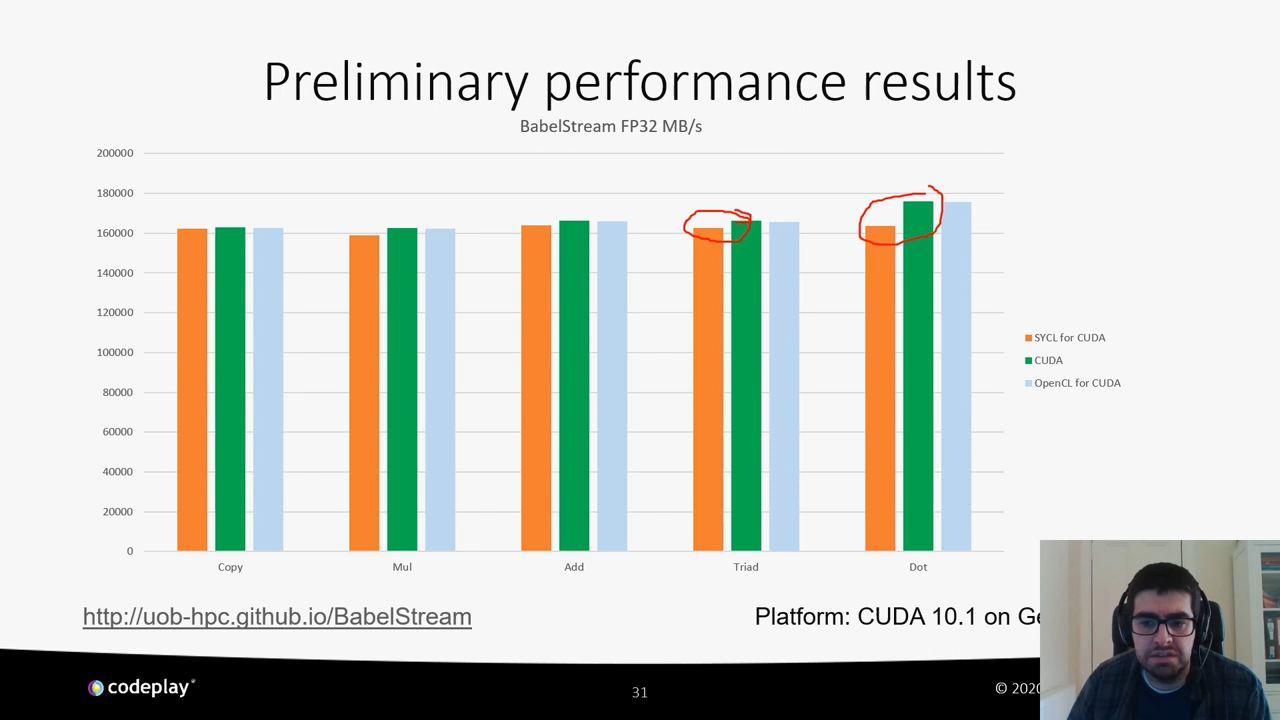 Preliminary performance results
BabelStream FP32 MB/s
200000
180000
160000
140000
120000
100000
80000
60000
40000
20000
0
Copy Mul Add Triad Dot
SYCL for CUDA
CUDA
OpenCL for CUDA
http://uob-hpc.github.io/BabelStream
Platform: CUDA 10.1 on
codeplay®
31
© 2020